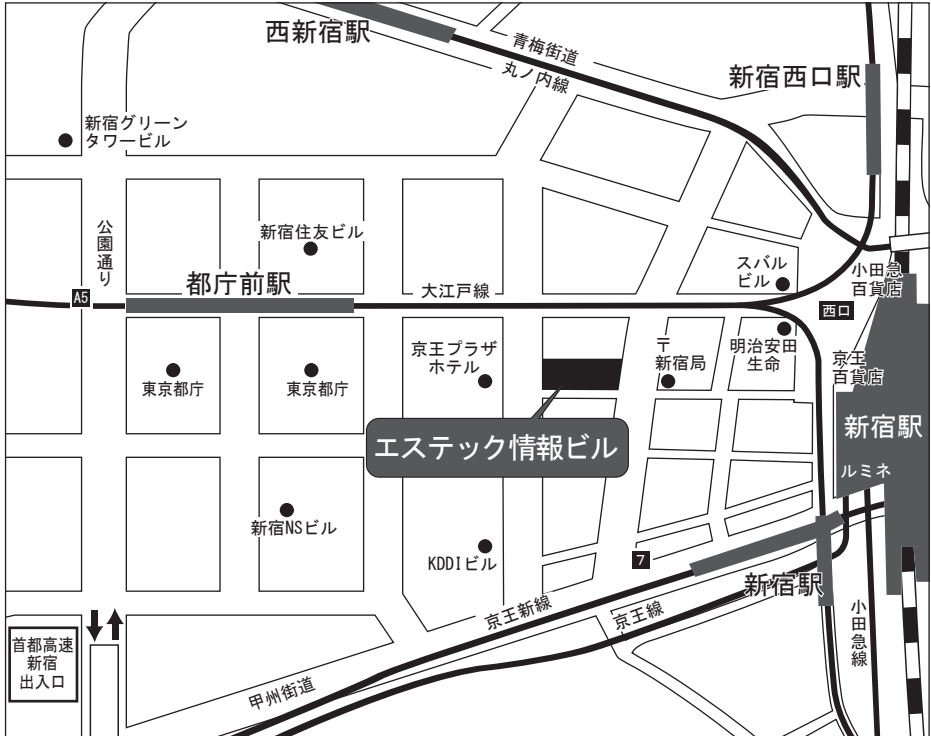 西新宿駅
青梅街道
丸ノ内線
新宿西口駅
新宿グリーン
タワービル
公園通り
新宿住友ビル
スバル
ビル
小田急
百貨店
都庁前駅
大江戸線
A5
西口
東京都庁
東京都庁
京王プラザ
ホテル
〒
新宿局
明治安田
生命
京王
百貨店
エステック情報ビル
新宿駅
ルミネ
新宿NSビル
KDDIビル
7
新宿駅
京王新線
京王線
小田急線
首都高速
新宿
出入口
甲州街道